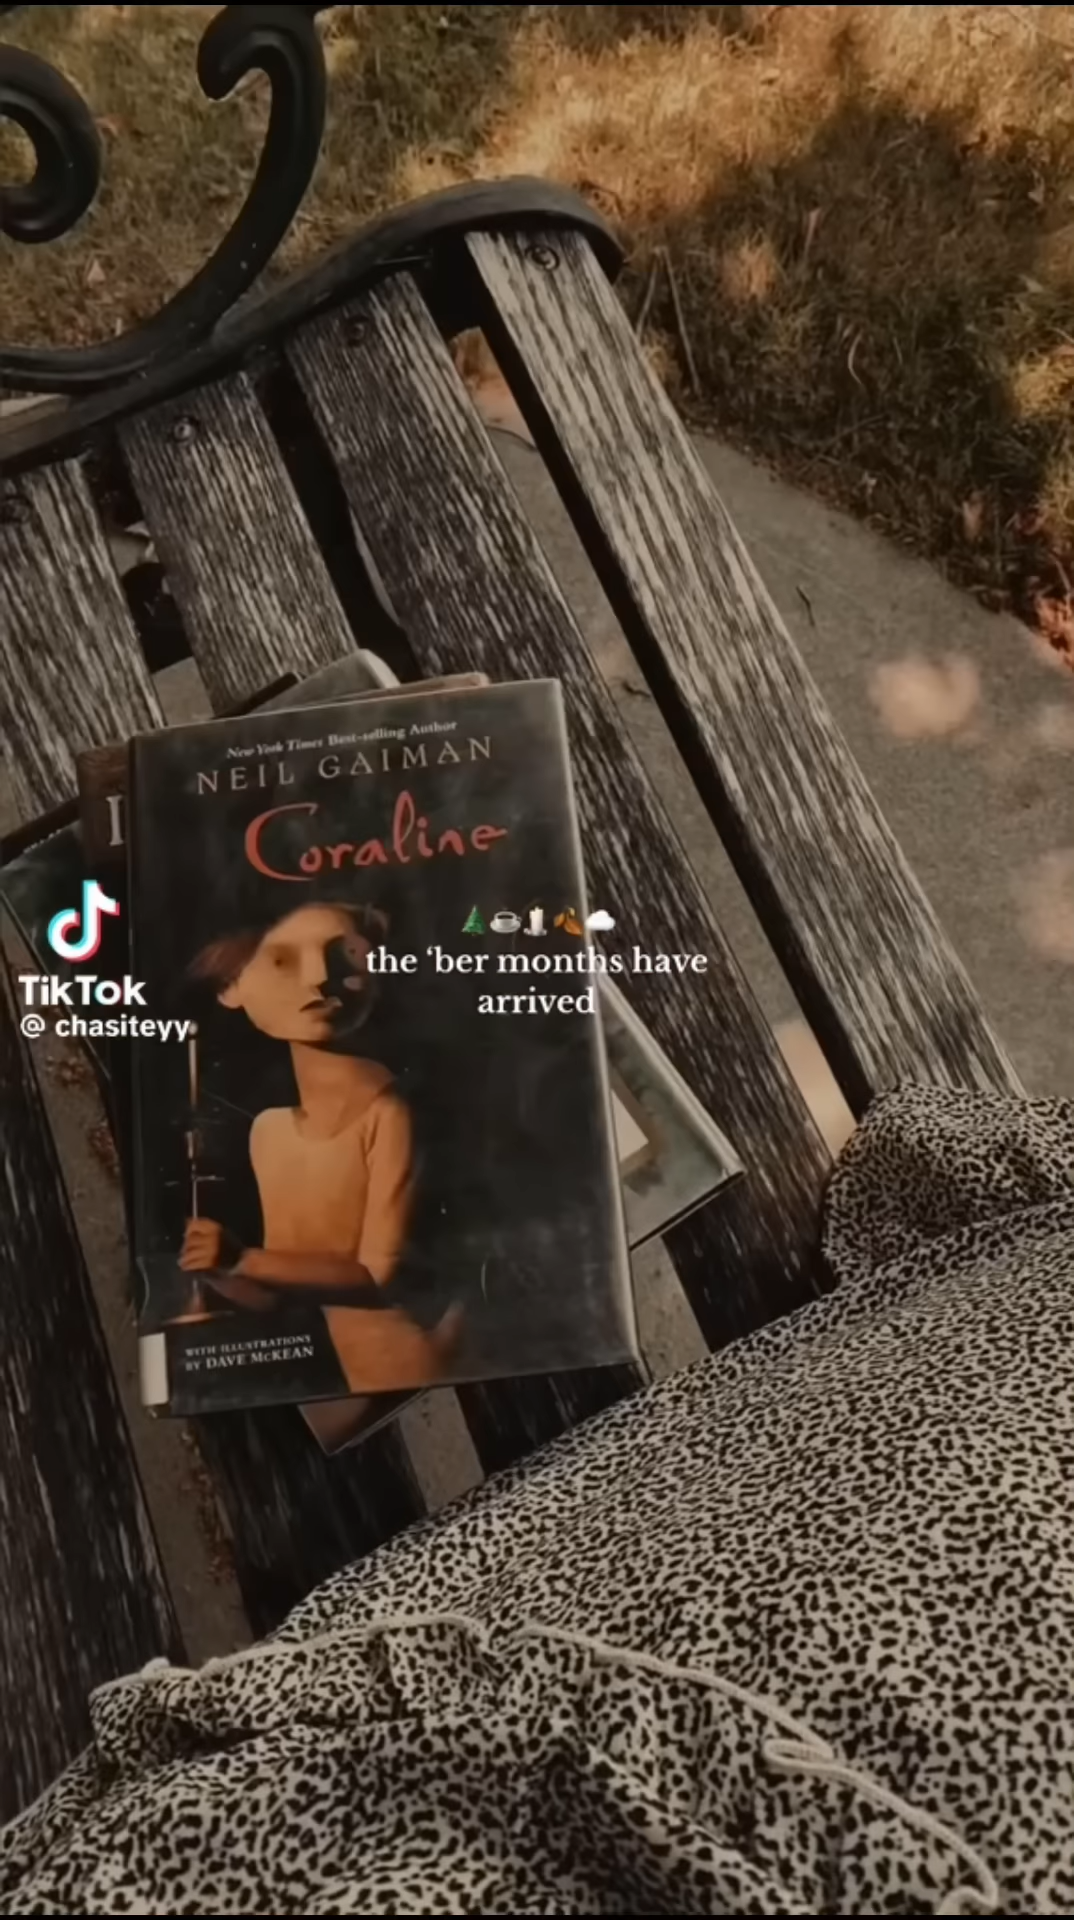 New York Times Best-selling Author
NEIL GAIMAN
Coraline
TikTok
@ chasiteyy
the ‘ber months have
arrived
WITH ILLUSTRATIONS
BY DAVE McKEAN